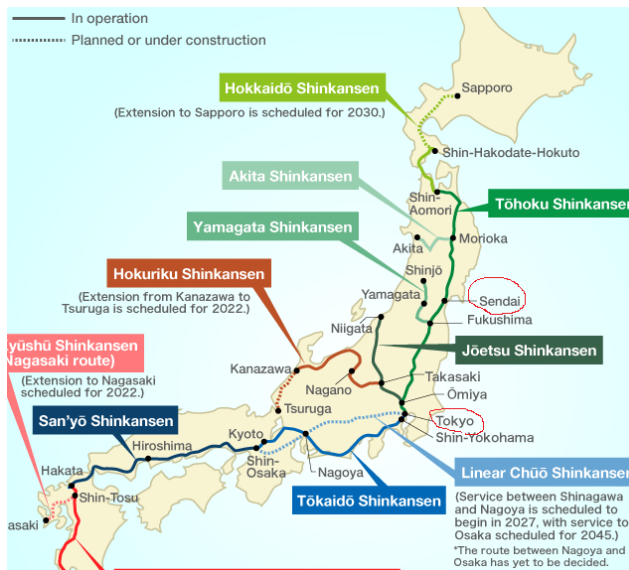 In operation
Planned or under construction
Hokkaidō Shinkansen
(Extension to Sapporo is scheduled for 2030.)
Sapporo
Shin-Hakodate-Hokuto
Akita Shinkansen
Shin-
Aomori
Tōhoku Shinkansen
Yamagata Shinkansen
Akita
Morioka
Hokuriku Shinkansen
(Extension from Kanazawa to
Tsuruga is scheduled for 2022.)
Shinjō
Yamagata
Sendai
Niigata
Fukushima
yūshū Shinkansen
Nagasaki route)
(Extension to Nagasaki
scheduled for 2022.)
Kanazawa
Jōetsu Shinkansen
Nagano
Takasaki
Ōmiya
Tsuruga
San'yō Shinkansen
Kyoto
Tokyo
Shin-Yokohama
Hiroshima
Hakata
Shin-
Osaka
Nagoya
Linear Chūō Shinkansen
Shin-Tosu
Tōkaidō Shinkansen
(Service between Shinagawa
and Nagoya is scheduled to
begin in 2027, with service to
Osaka scheduled for 2045.)
asaki
*The route between Nagoya and
Osaka has yet to be decided.